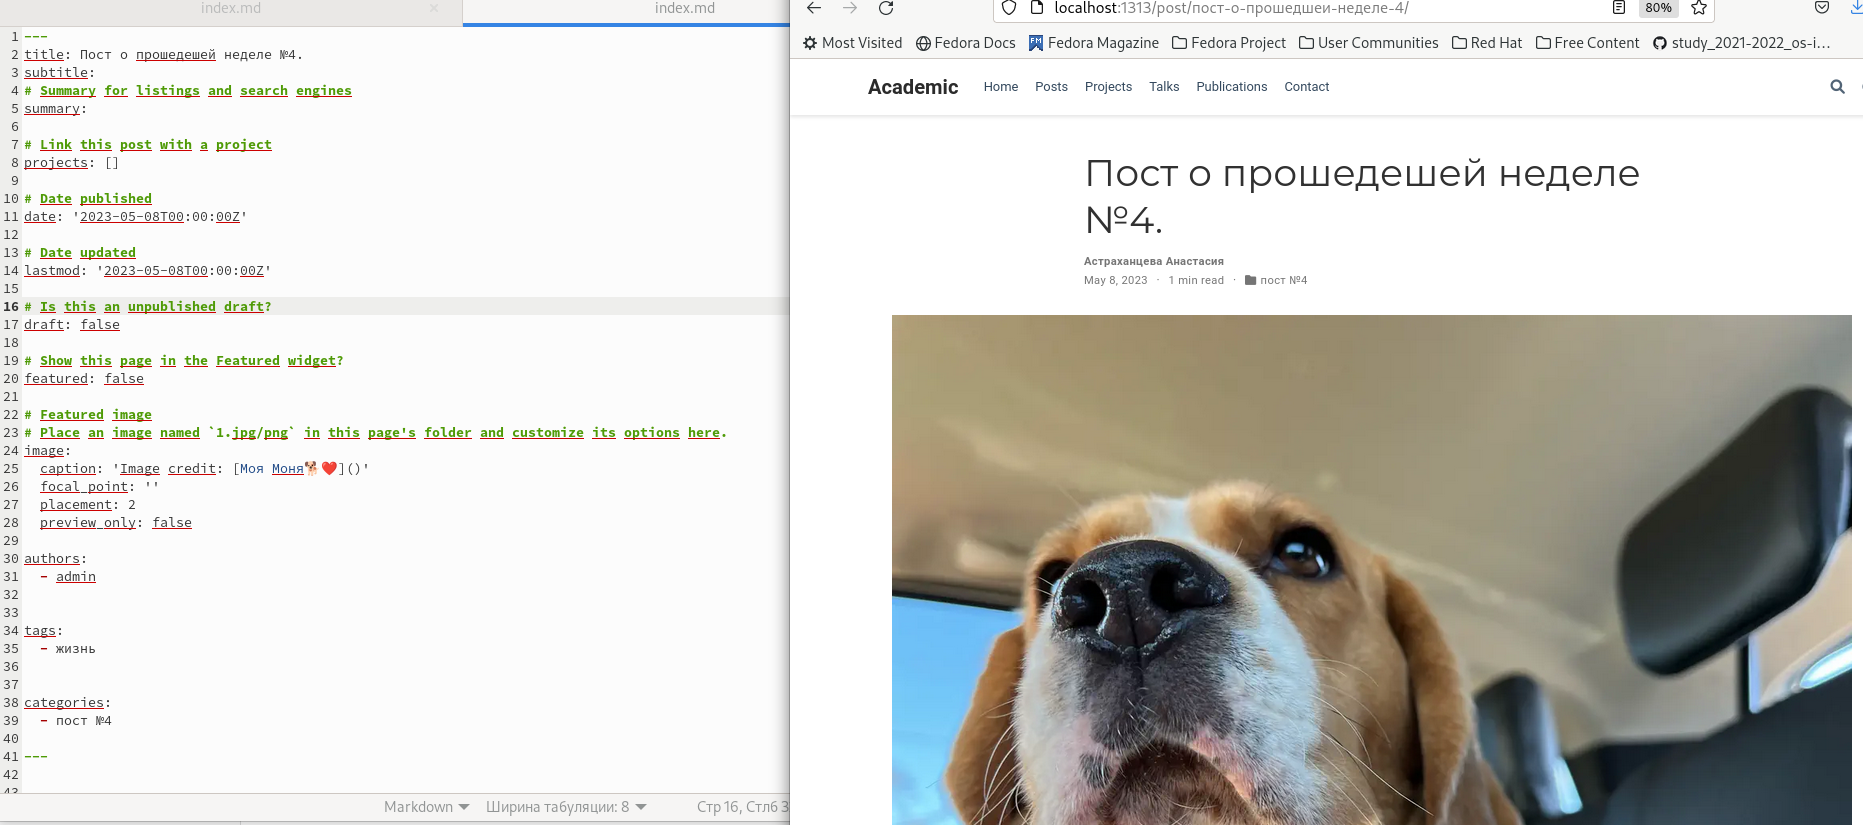 index.md
index.md
1 ---
2 title: Пост о прошедешей неделе №4.
3 subtitle:
4 # Summary for listings and search engines
5 summary:
6
7 # Link this post with a project
8 projects: []
9
10 # Date published
11 date: '2023-05-08T00:00:00Z'
12
13 # Date updated
14 lastmod: '2023-05-08T00:00:00Z'
15
16 # Is this an unpublished draft?
17 draft: false
18
19 # Show this page in the Featured widget?
20 featured: false
21
22 # Featured image
23 # Place an image named `1.jpg/png` in this page's folder and customize its options here.
24 image:
25   caption: 'Image credit: [Моя Моня🐕❤️]()'
26   focal_point: ''
27   placement: 2
28   preview_only: false
29
30 authors:
31   - admin
32
33
34 tags:
35   - жизнь
36
37
38 categories:
39   - пост №4
40
41 ---
42
43
Markdown Ширина табуляции: 8 Стр 16, Стлб 3
localhost:1313/post/пост-о-прошедшей-неделе-4/ 80%
Most Visited Fedora Docs Fedora Magazine Fedora Project User Communities Red Hat Free Content study_2021-2022_os-i…
Academic Home Posts Projects Talks Publications Contact
Пост о прошедешей неделе
№4.
Астраханцева Анастасия
May 8, 2023 · 1 min read · пост №4